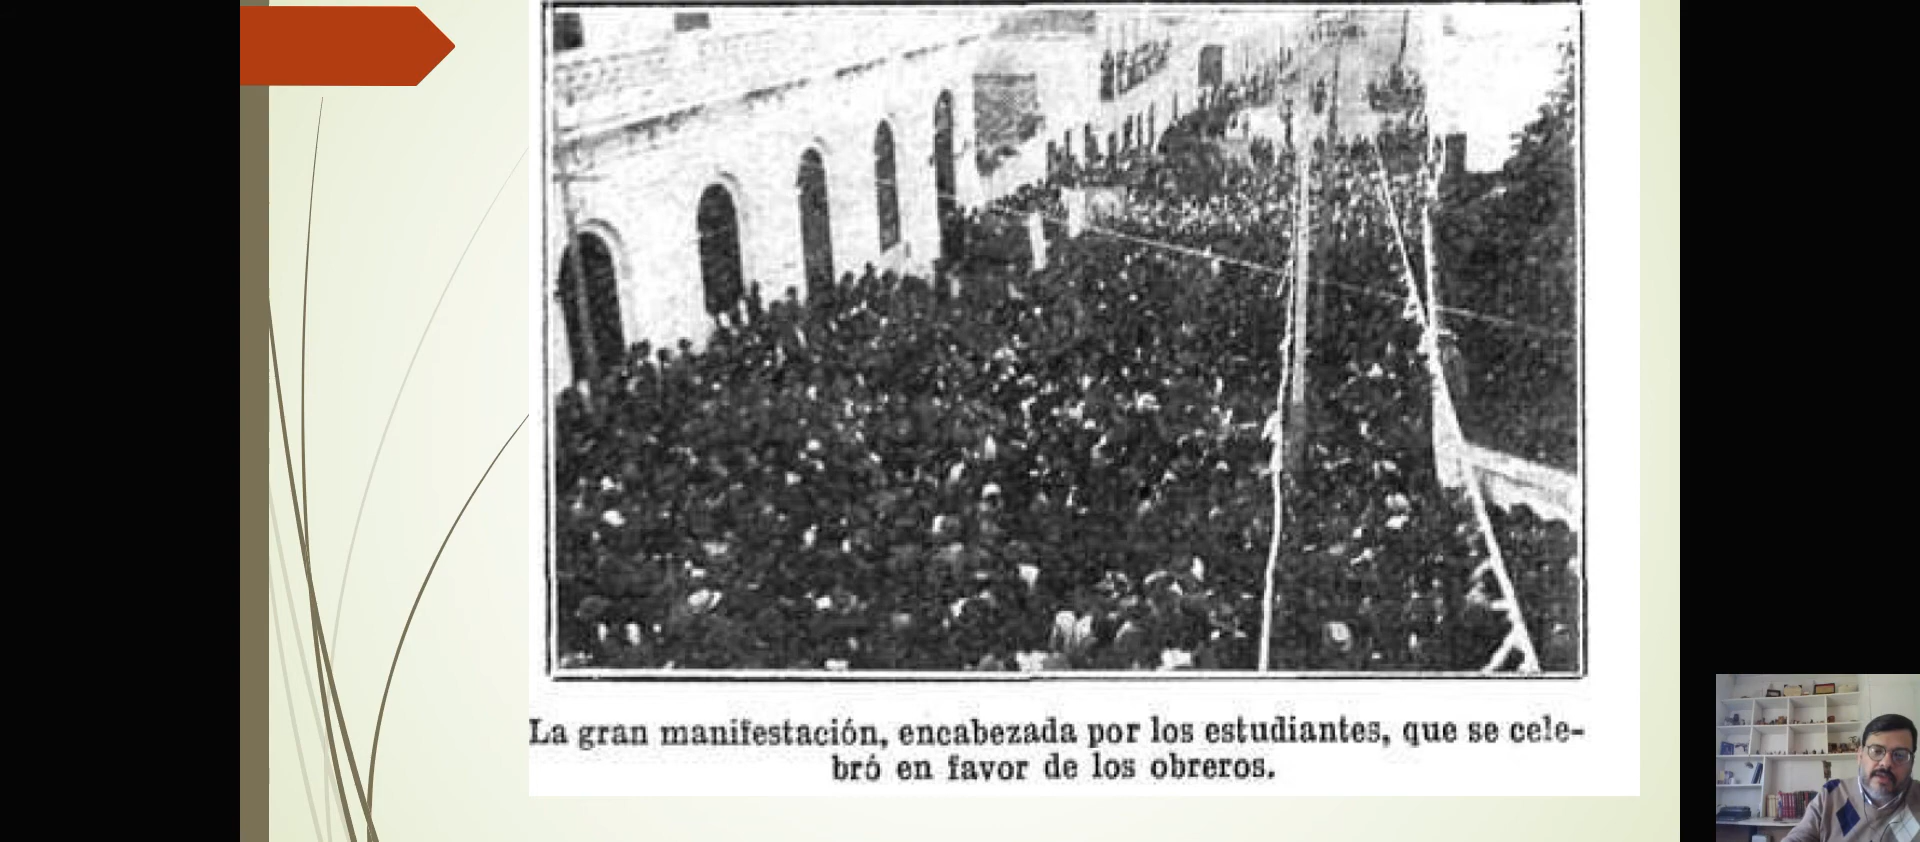 La gran manifestación, encabezada por los estudiantes, que se cele-
bró en favor de los obreros.